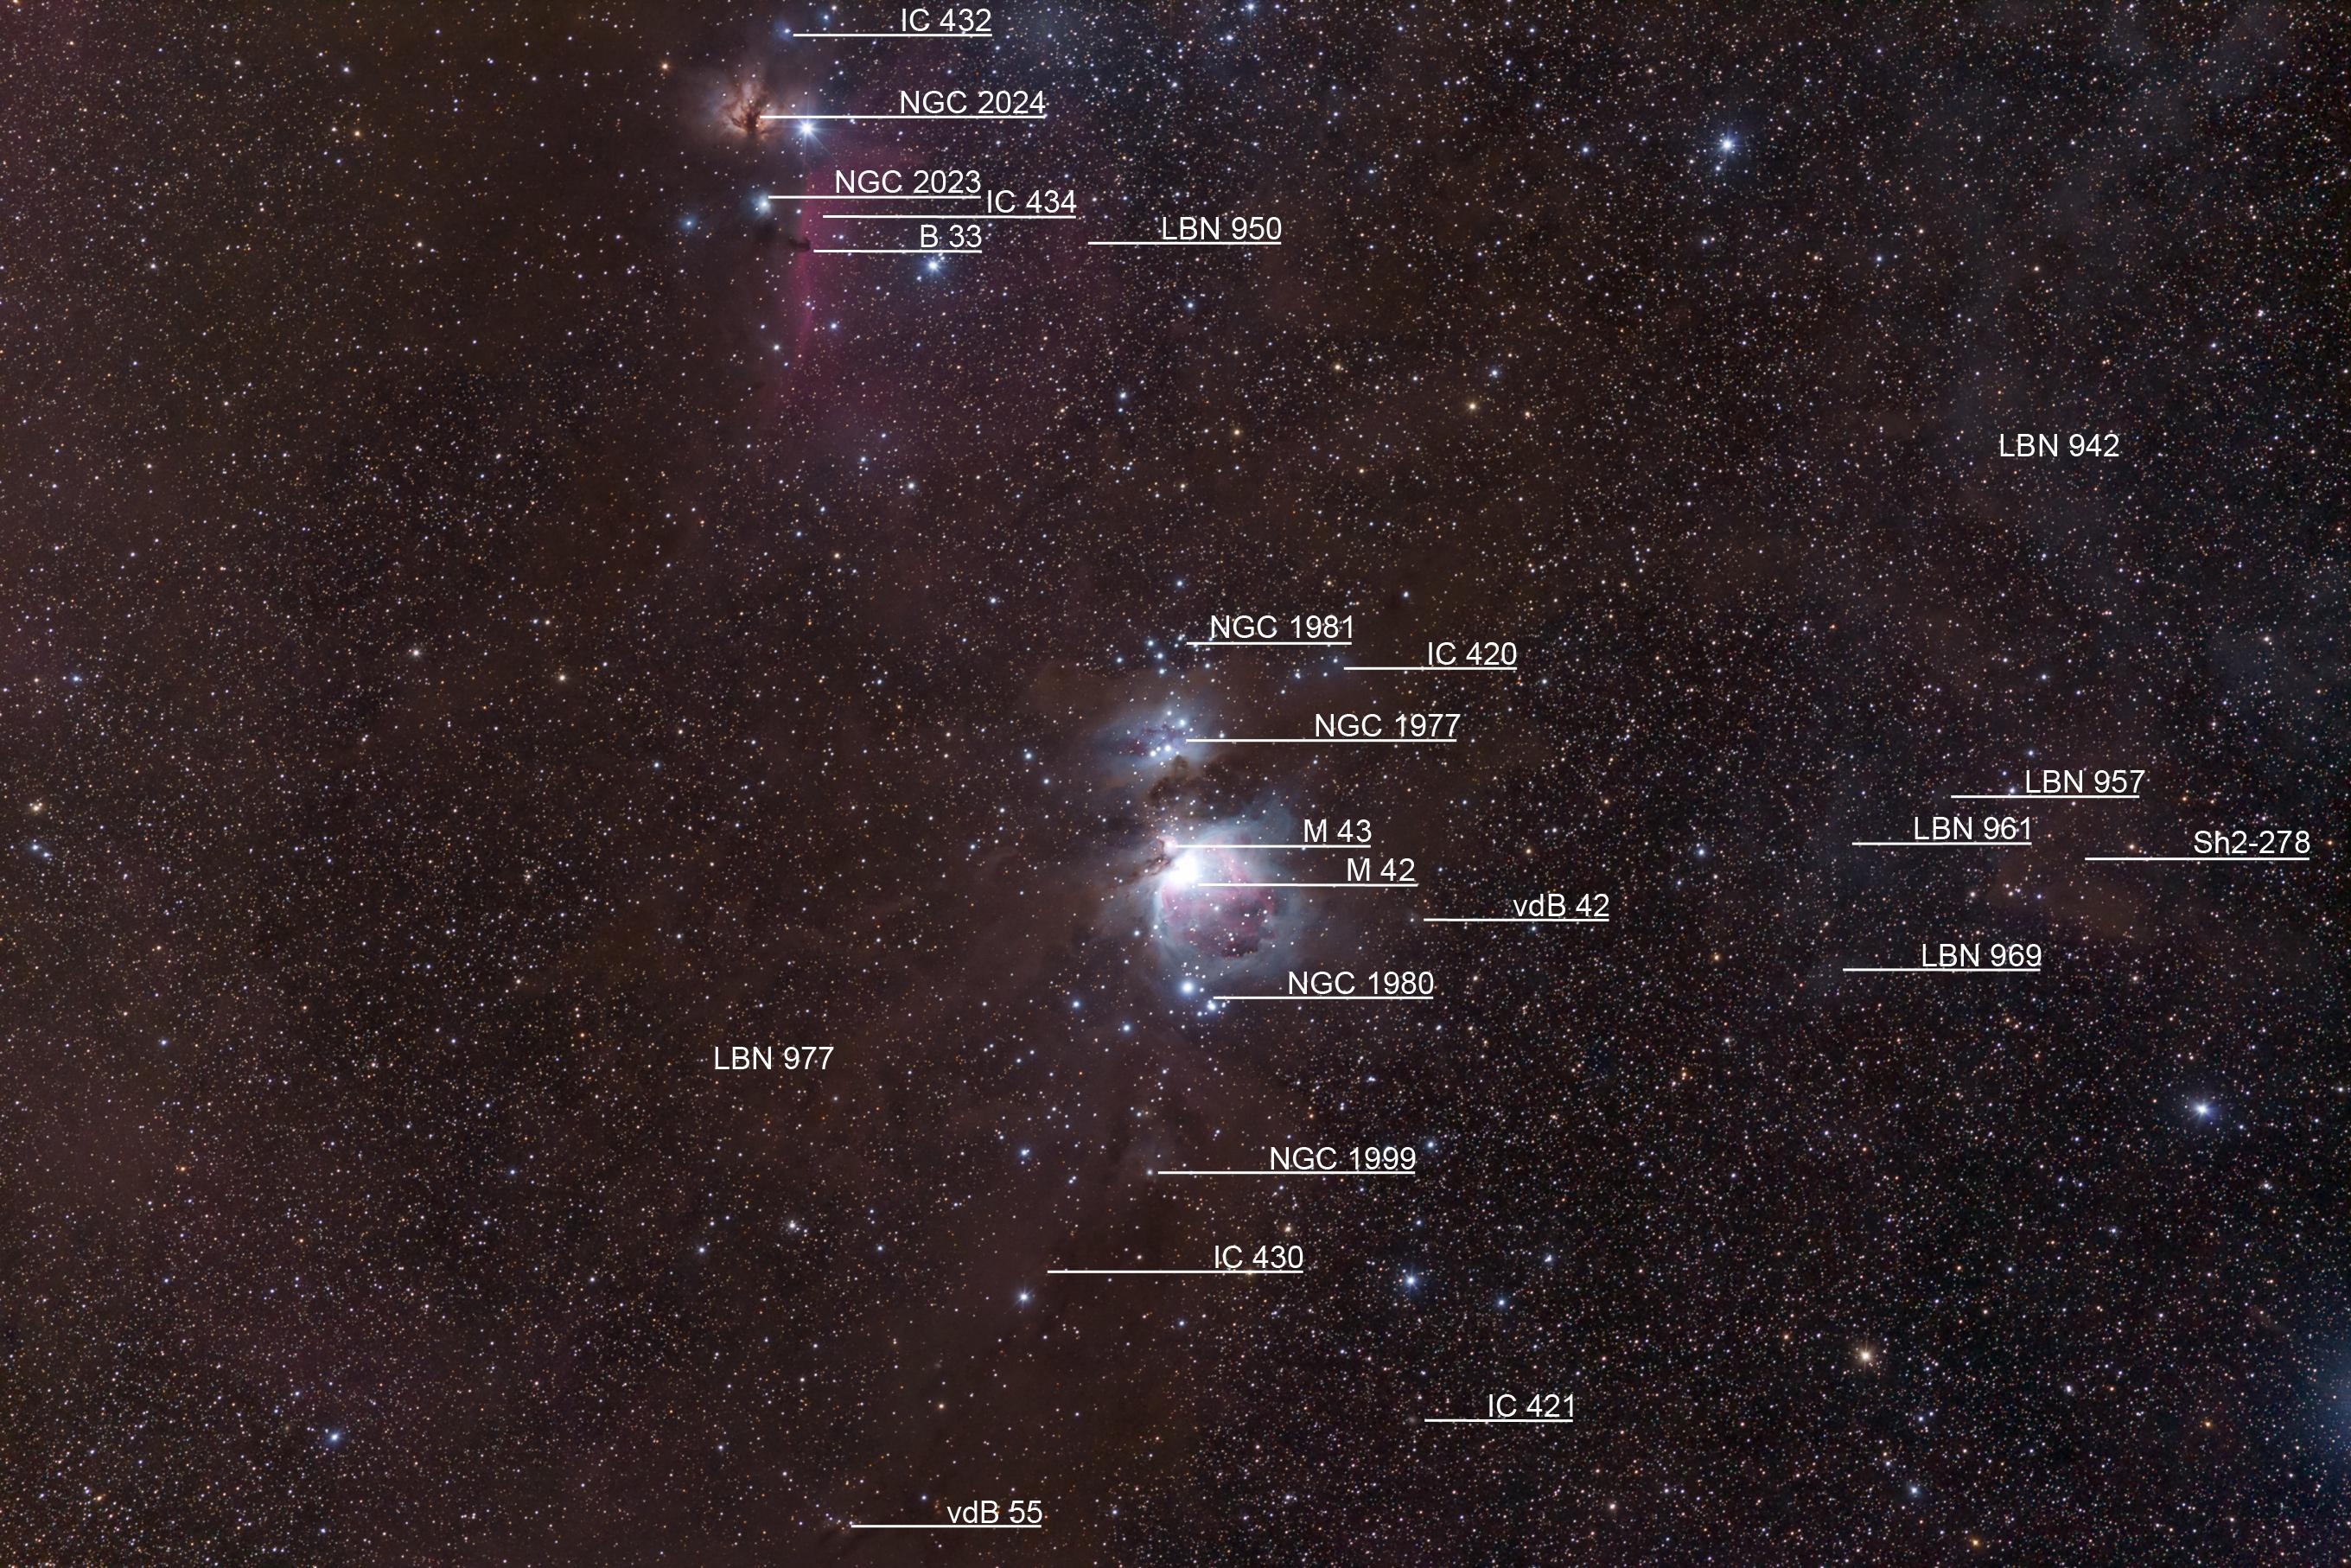 IC 432
NGC 2024
NGC 2023
IC 434
LBN 950
B 33
LBN 942
NGC 1981
IC 420
NGC 1977
LBN 957
M 43
LBN 961
Sh2-278
M 42
vdB 42
LBN 969
NGC 1980
LBN 977
NGC 1999
IC 430
IC 421
vdB 55